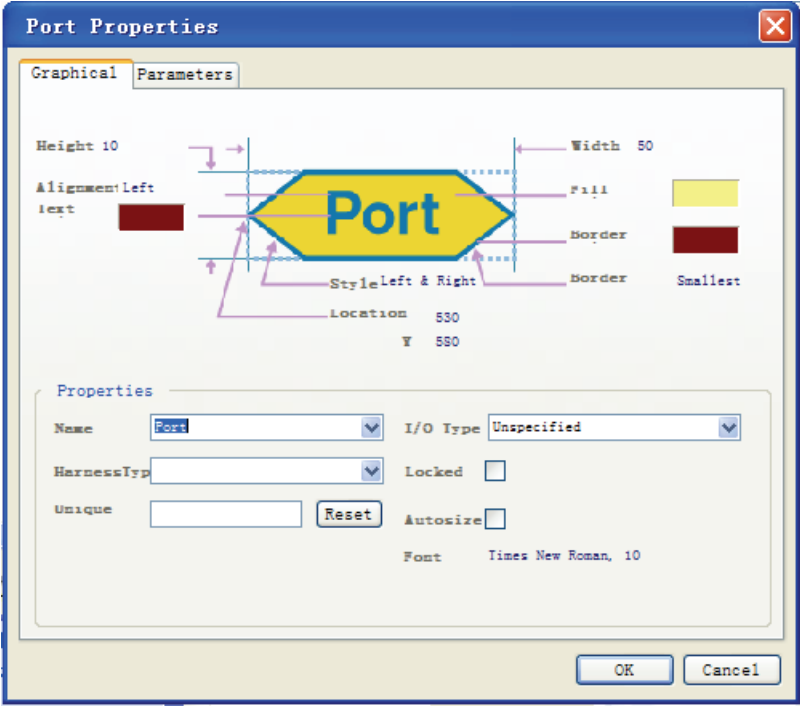 Port Properties
Graphical Parameters
Height 10 Width 50
Alignment Left Fill
Text
Port
Border
Style Left & Right Border Smallest
Location 530
Y 580
Properties
Name Port I/O Type Unspecified
HarnessTyp Locked
Unique Reset Autosize
Font Times New Roman, 10
OK Cancel